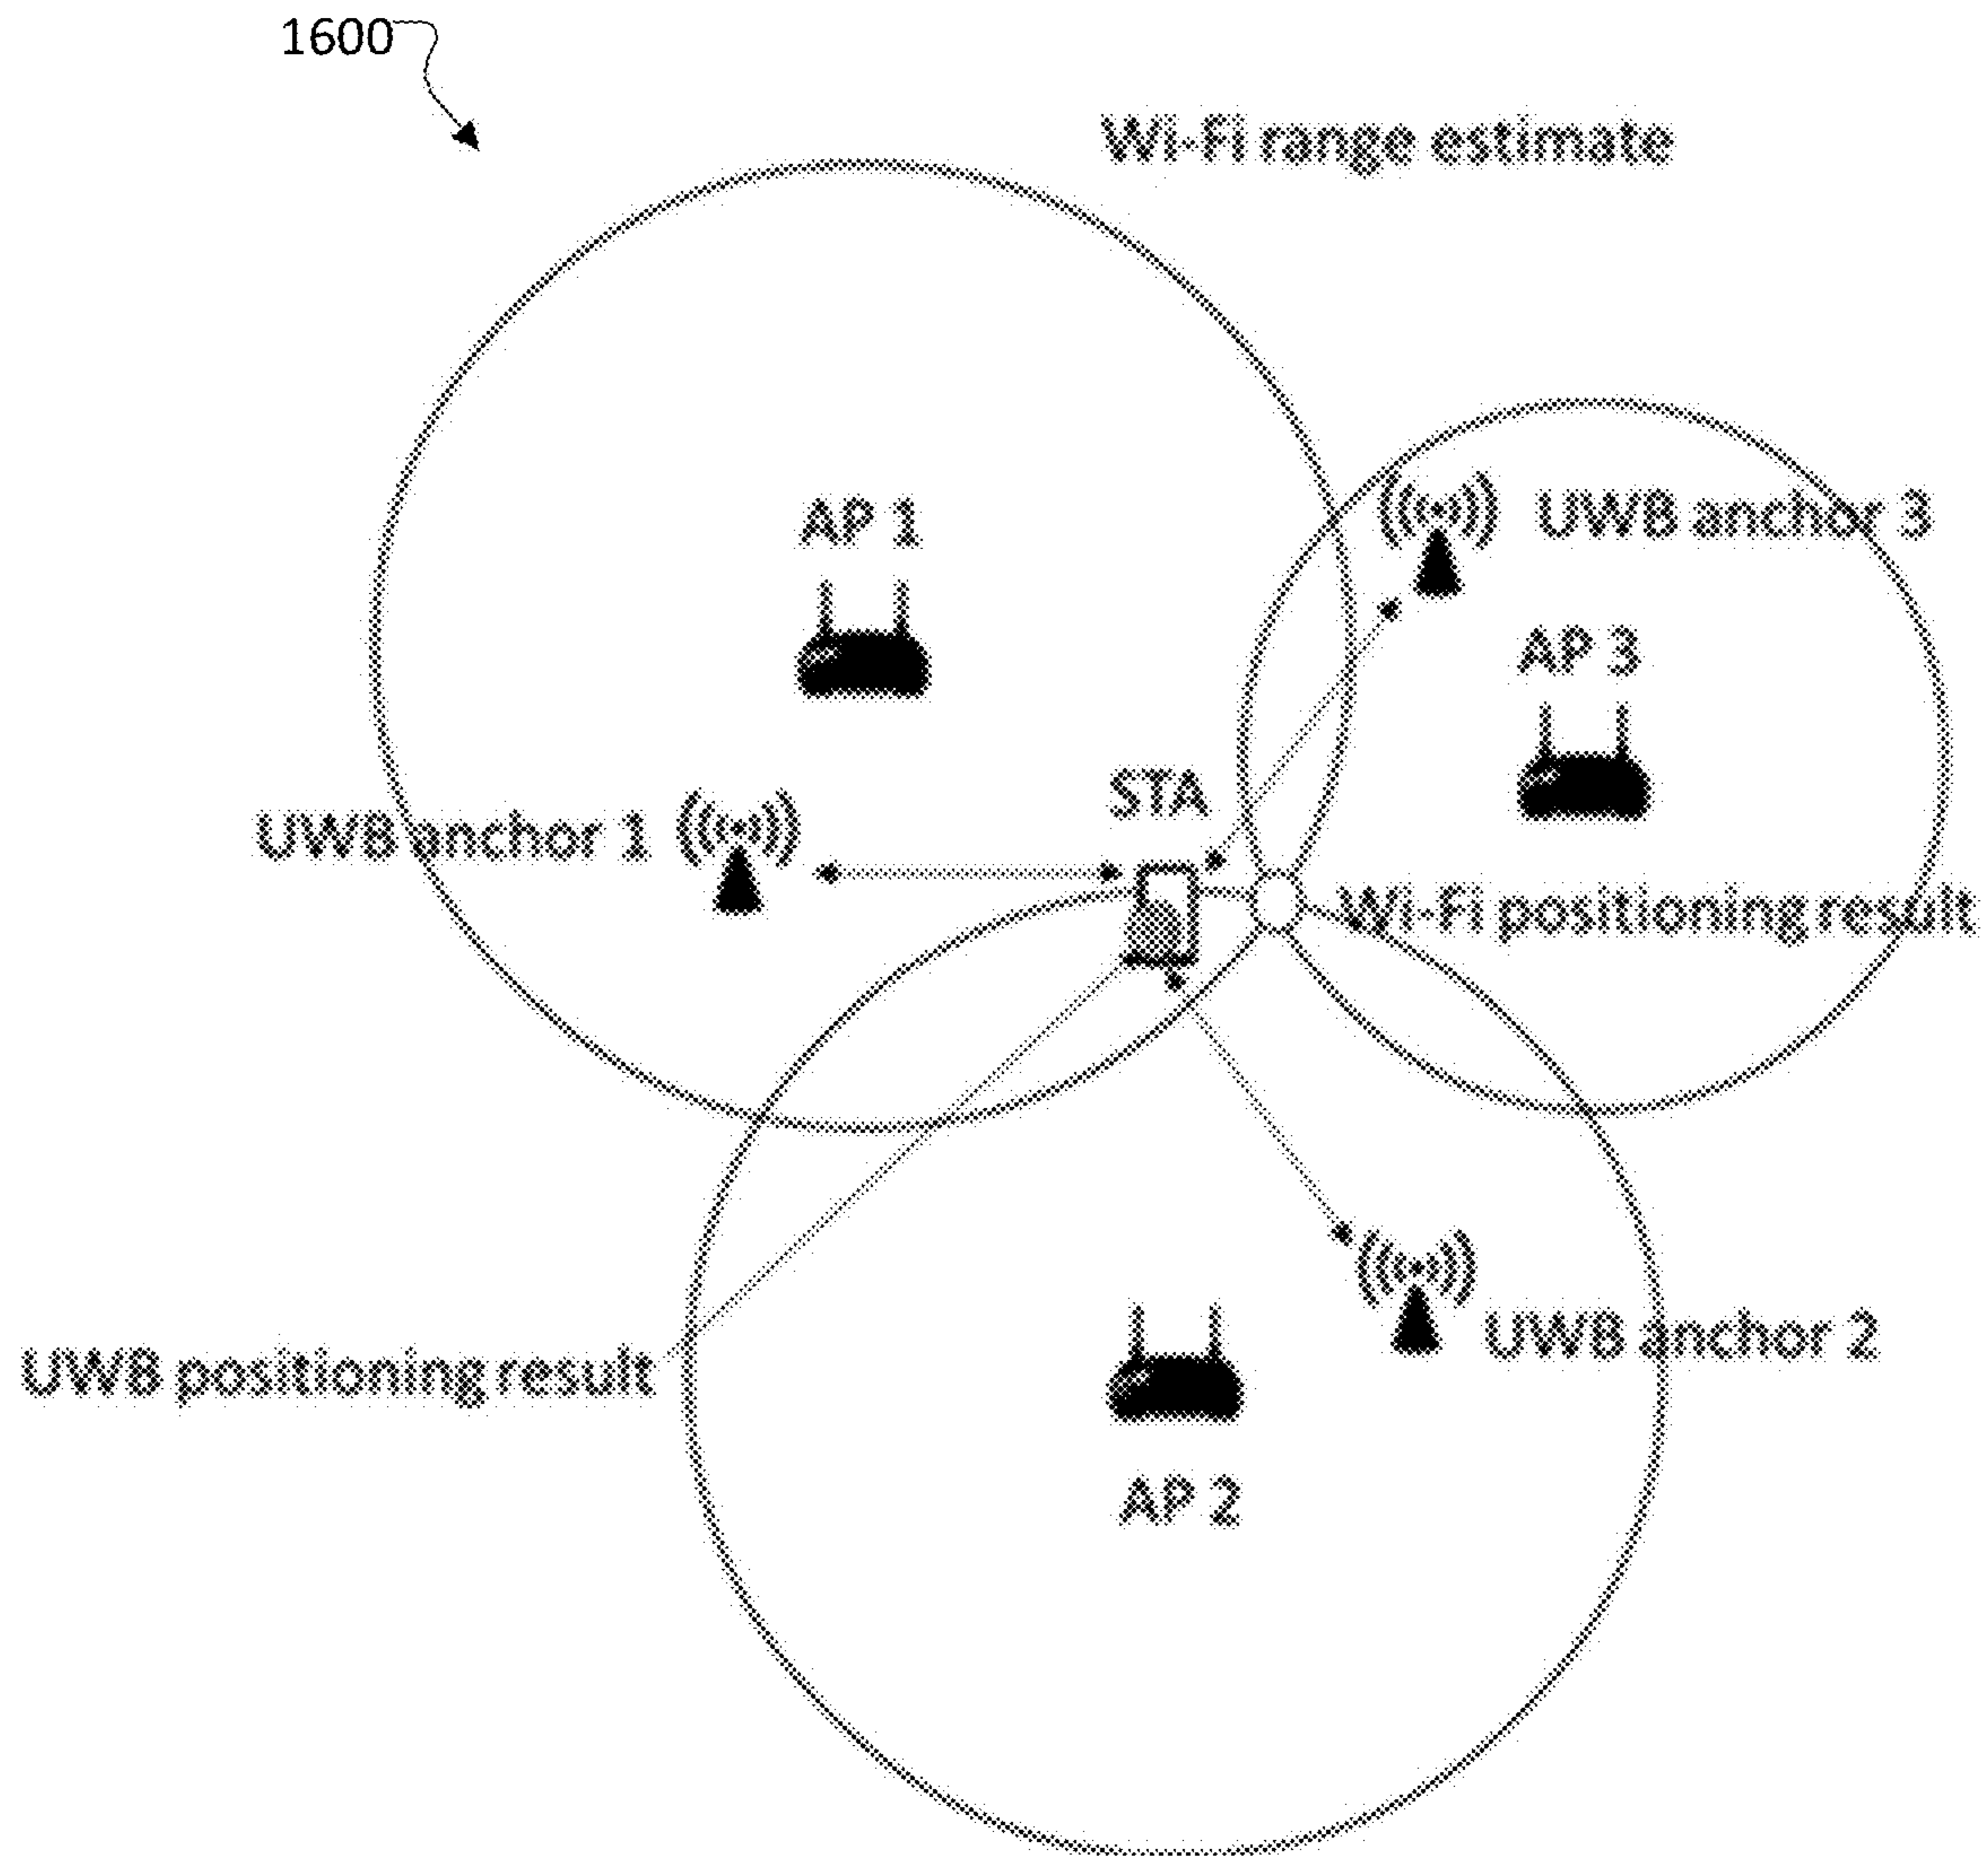 1600
Wi-Fi range estimate
AP 1
UWB anchor 3
AP 3
STA
UWB anchor 1
Wi-Fi positioning result
UWB anchor 2
UWB positioning result
AP 2